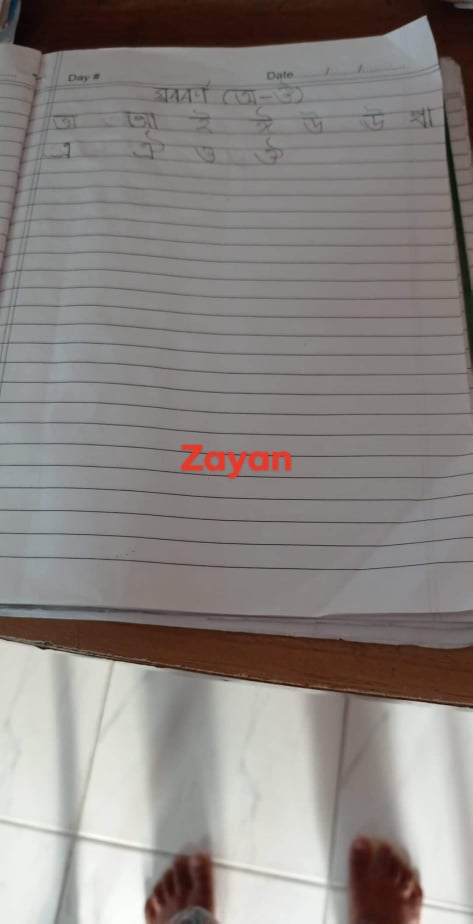 Day #
Date....../....../............
স্বরবর্ণ (অ-ঔ)
অ আ ই ঈ উ ঊ ঋ
এ ঐ ও ঔ
Zayan